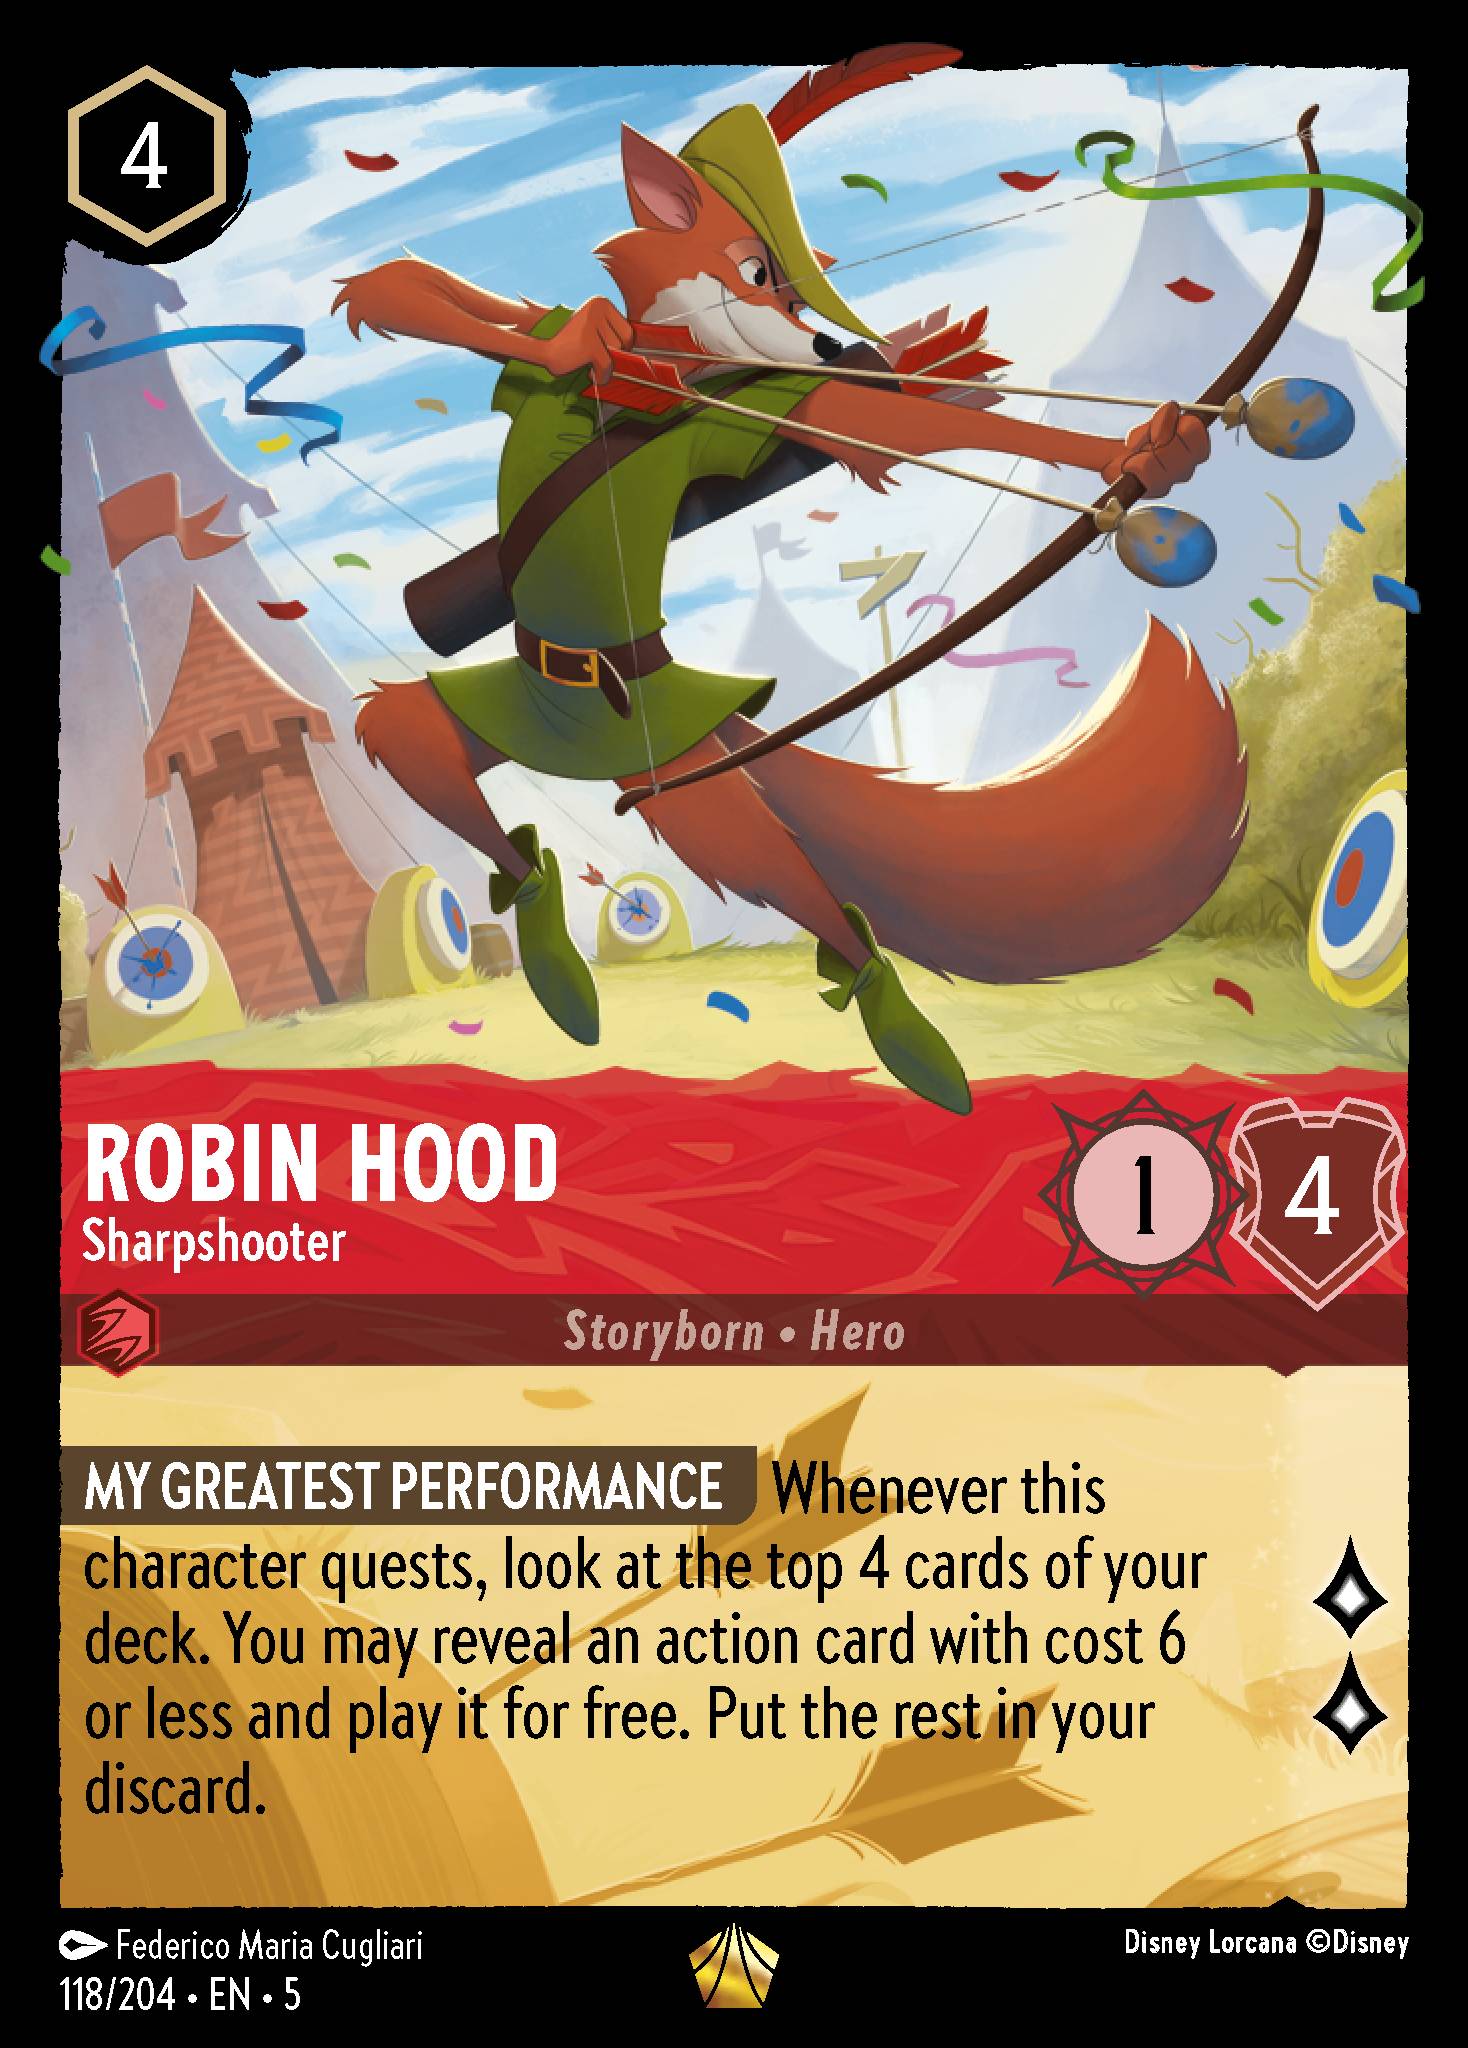 4
ROBIN HOOD
Sharpshooter
1
4
Storyborn • Hero
MY GREATEST PERFORMANCE Whenever this
character quests, look at the top 4 cards of your
deck. You may reveal an action card with cost 6
or less and play it for free. Put the rest in your
discard.
Federico Maria Cugliari
Disney Lorcana ©Disney
118/204 • EN • 5